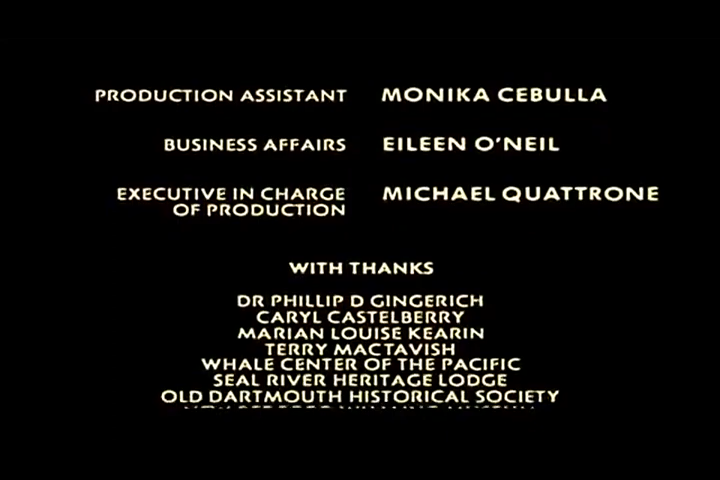 PRODUCTION ASSISTANT MONIKA CEBULLA
BUSINESS AFFAIRS EILEEN O'NEIL
EXECUTIVE IN CHARGE MICHAEL QUATTRONE
OF PRODUCTION
WITH THANKS
DR PHILLIP D GINGERICH
CARYL CASTELBERRY
MARIAN LOUISE KEARIN
TERRY MACTAVISH
WHALE CENTER OF THE PACIFIC
SEAL RIVER HERITAGE LODGE
OLD DARTMOUTH HISTORICAL SOCIETY